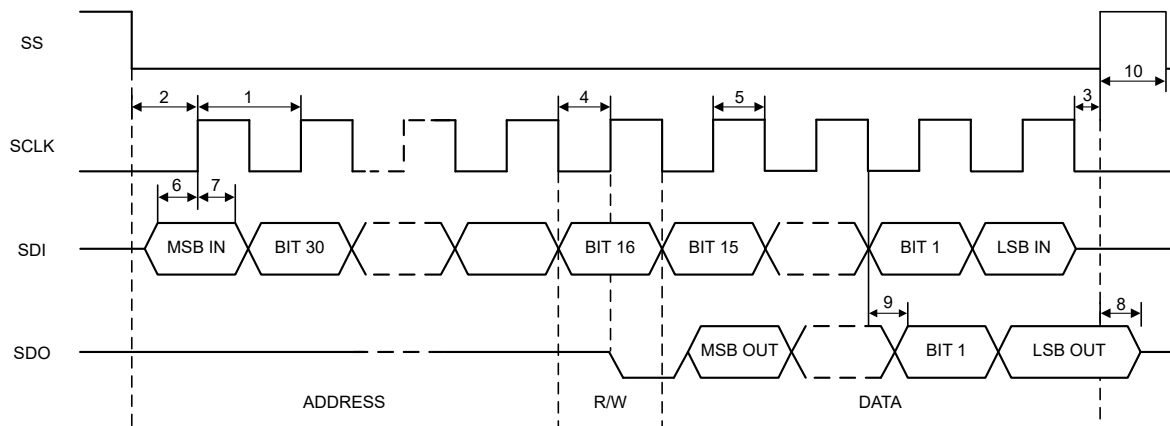 SS
10
2 1 4 5 3
SCLK
6 7
SDI MSB IN BIT 30 BIT 16 BIT 15 BIT 1 LSB IN
9 8
SDO MSB OUT BIT 1 LSB OUT
ADDRESS R/W DATA